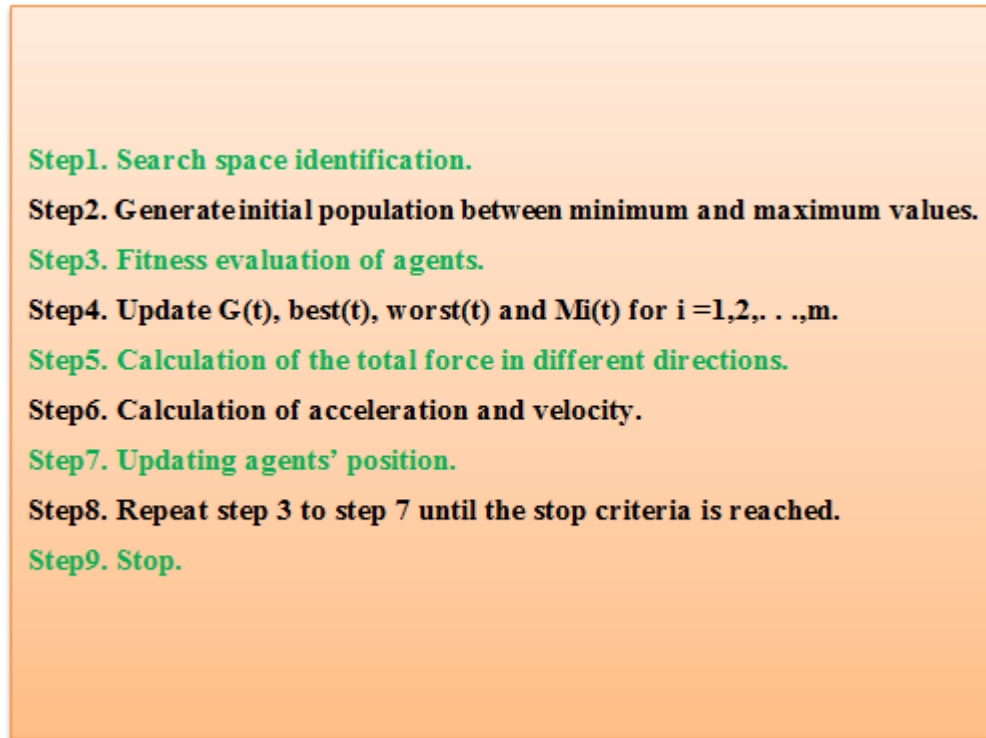 Step1. Search space identification.
Step2. Generate initial population between minimum and maximum values.
Step3. Fitness evaluation of agents.
Step4. Update G(t), best(t), worst(t) and Mi(t) for i =1,2,. . .,m.
Step5. Calculation of the total force in different directions.
Step6. Calculation of acceleration and velocity.
Step7. Updating agents’ position.
Step8. Repeat step 3 to step 7 until the stop criteria is reached.
Step9. Stop.